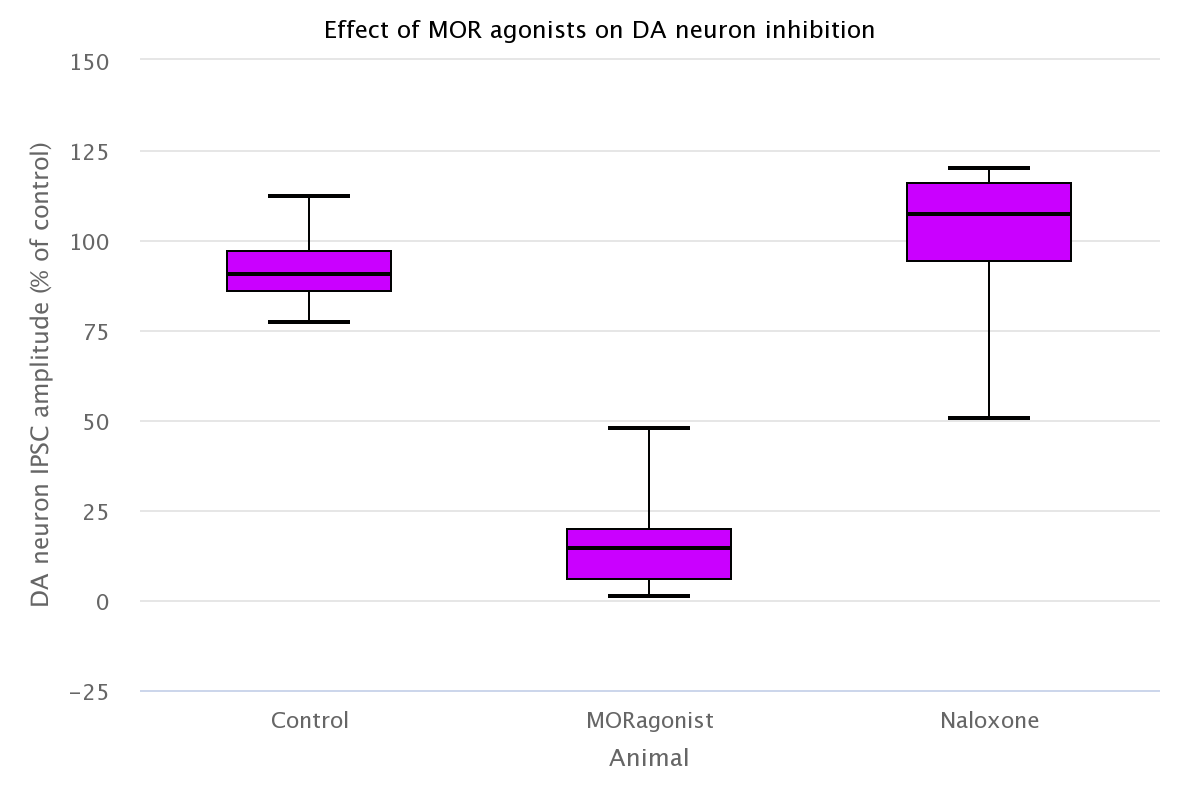 Effect of MOR agonists on DA neuron inhibition
DA neuron IPSC amplitude (% of control)
150
125
100
75
50
25
0
−25
Control
MORagonist
Naloxone
Animal